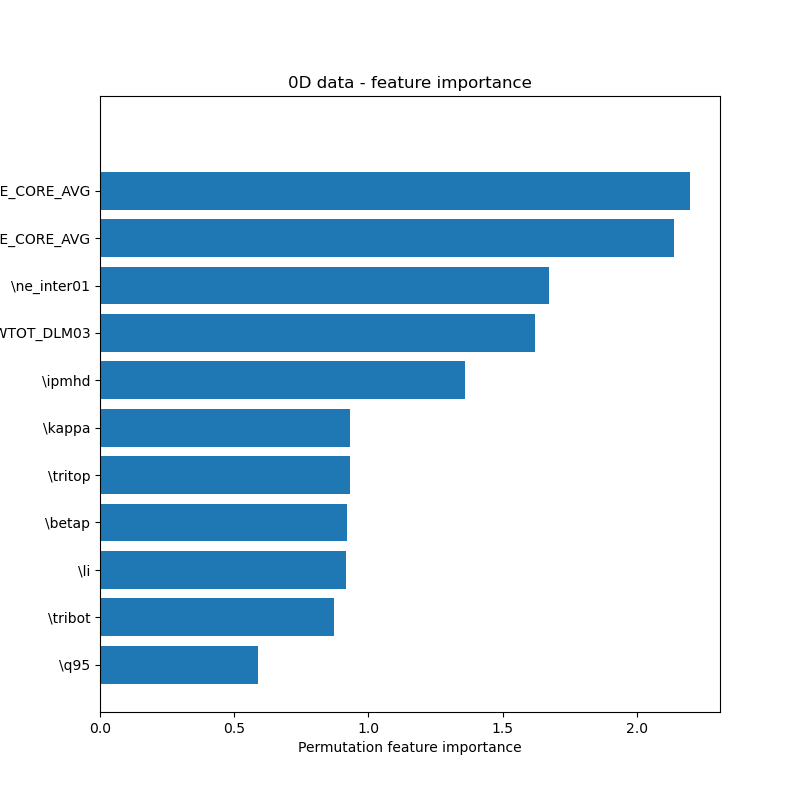 0D data - feature importance
E_CORE_AVG
E_CORE_AVG
\ne_inter01
WTOT_DLM03
\ipmhd
\kappa
\tritop
\betap
\li
\tribot
\q95
0.0 0.5 1.0 1.5 2.0
Permutation feature importance